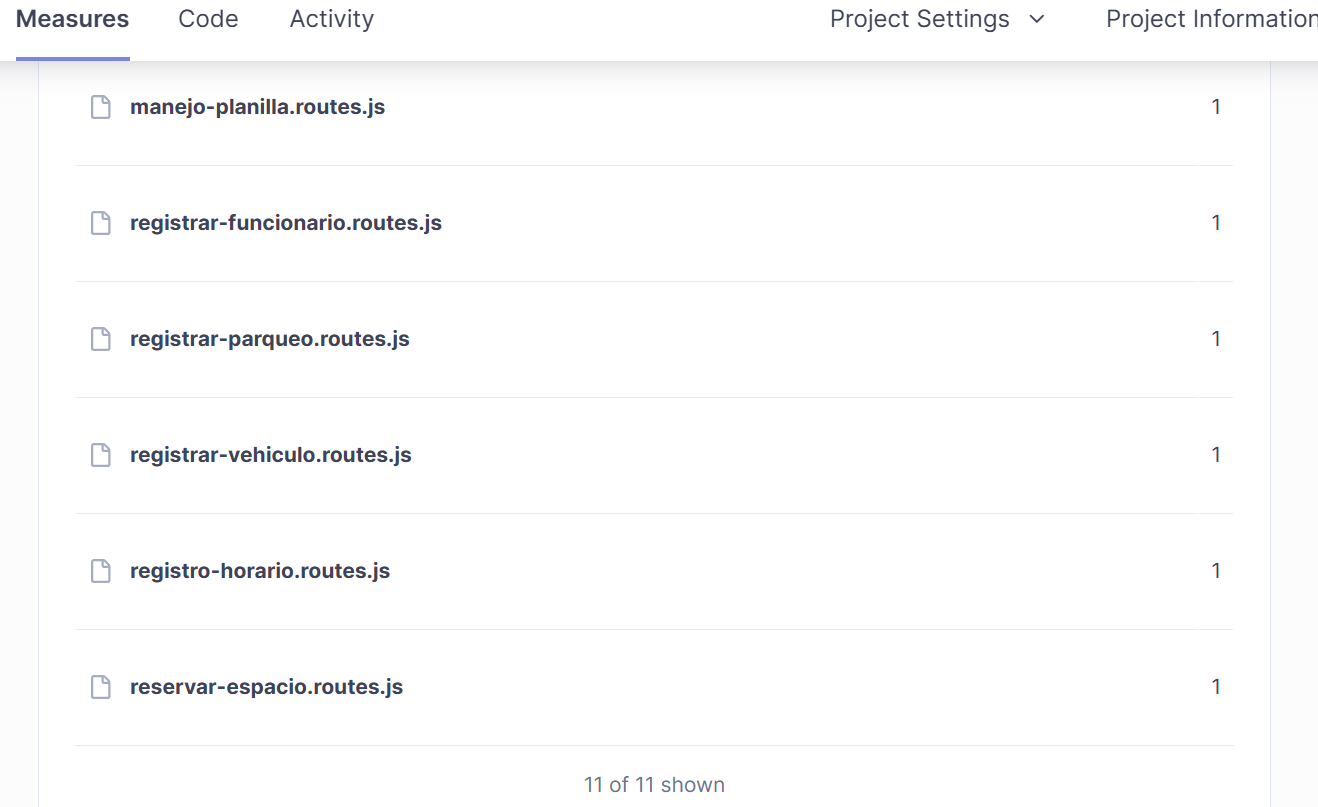 Measures Code Activity Project Settings Project Information
manejo-planilla.routes.js 1
registrar-funcionario.routes.js 1
registrar-parqueo.routes.js 1
registrar-vehiculo.routes.js 1
registro-horario.routes.js 1
reservar-espacio.routes.js 1
11 of 11 shown